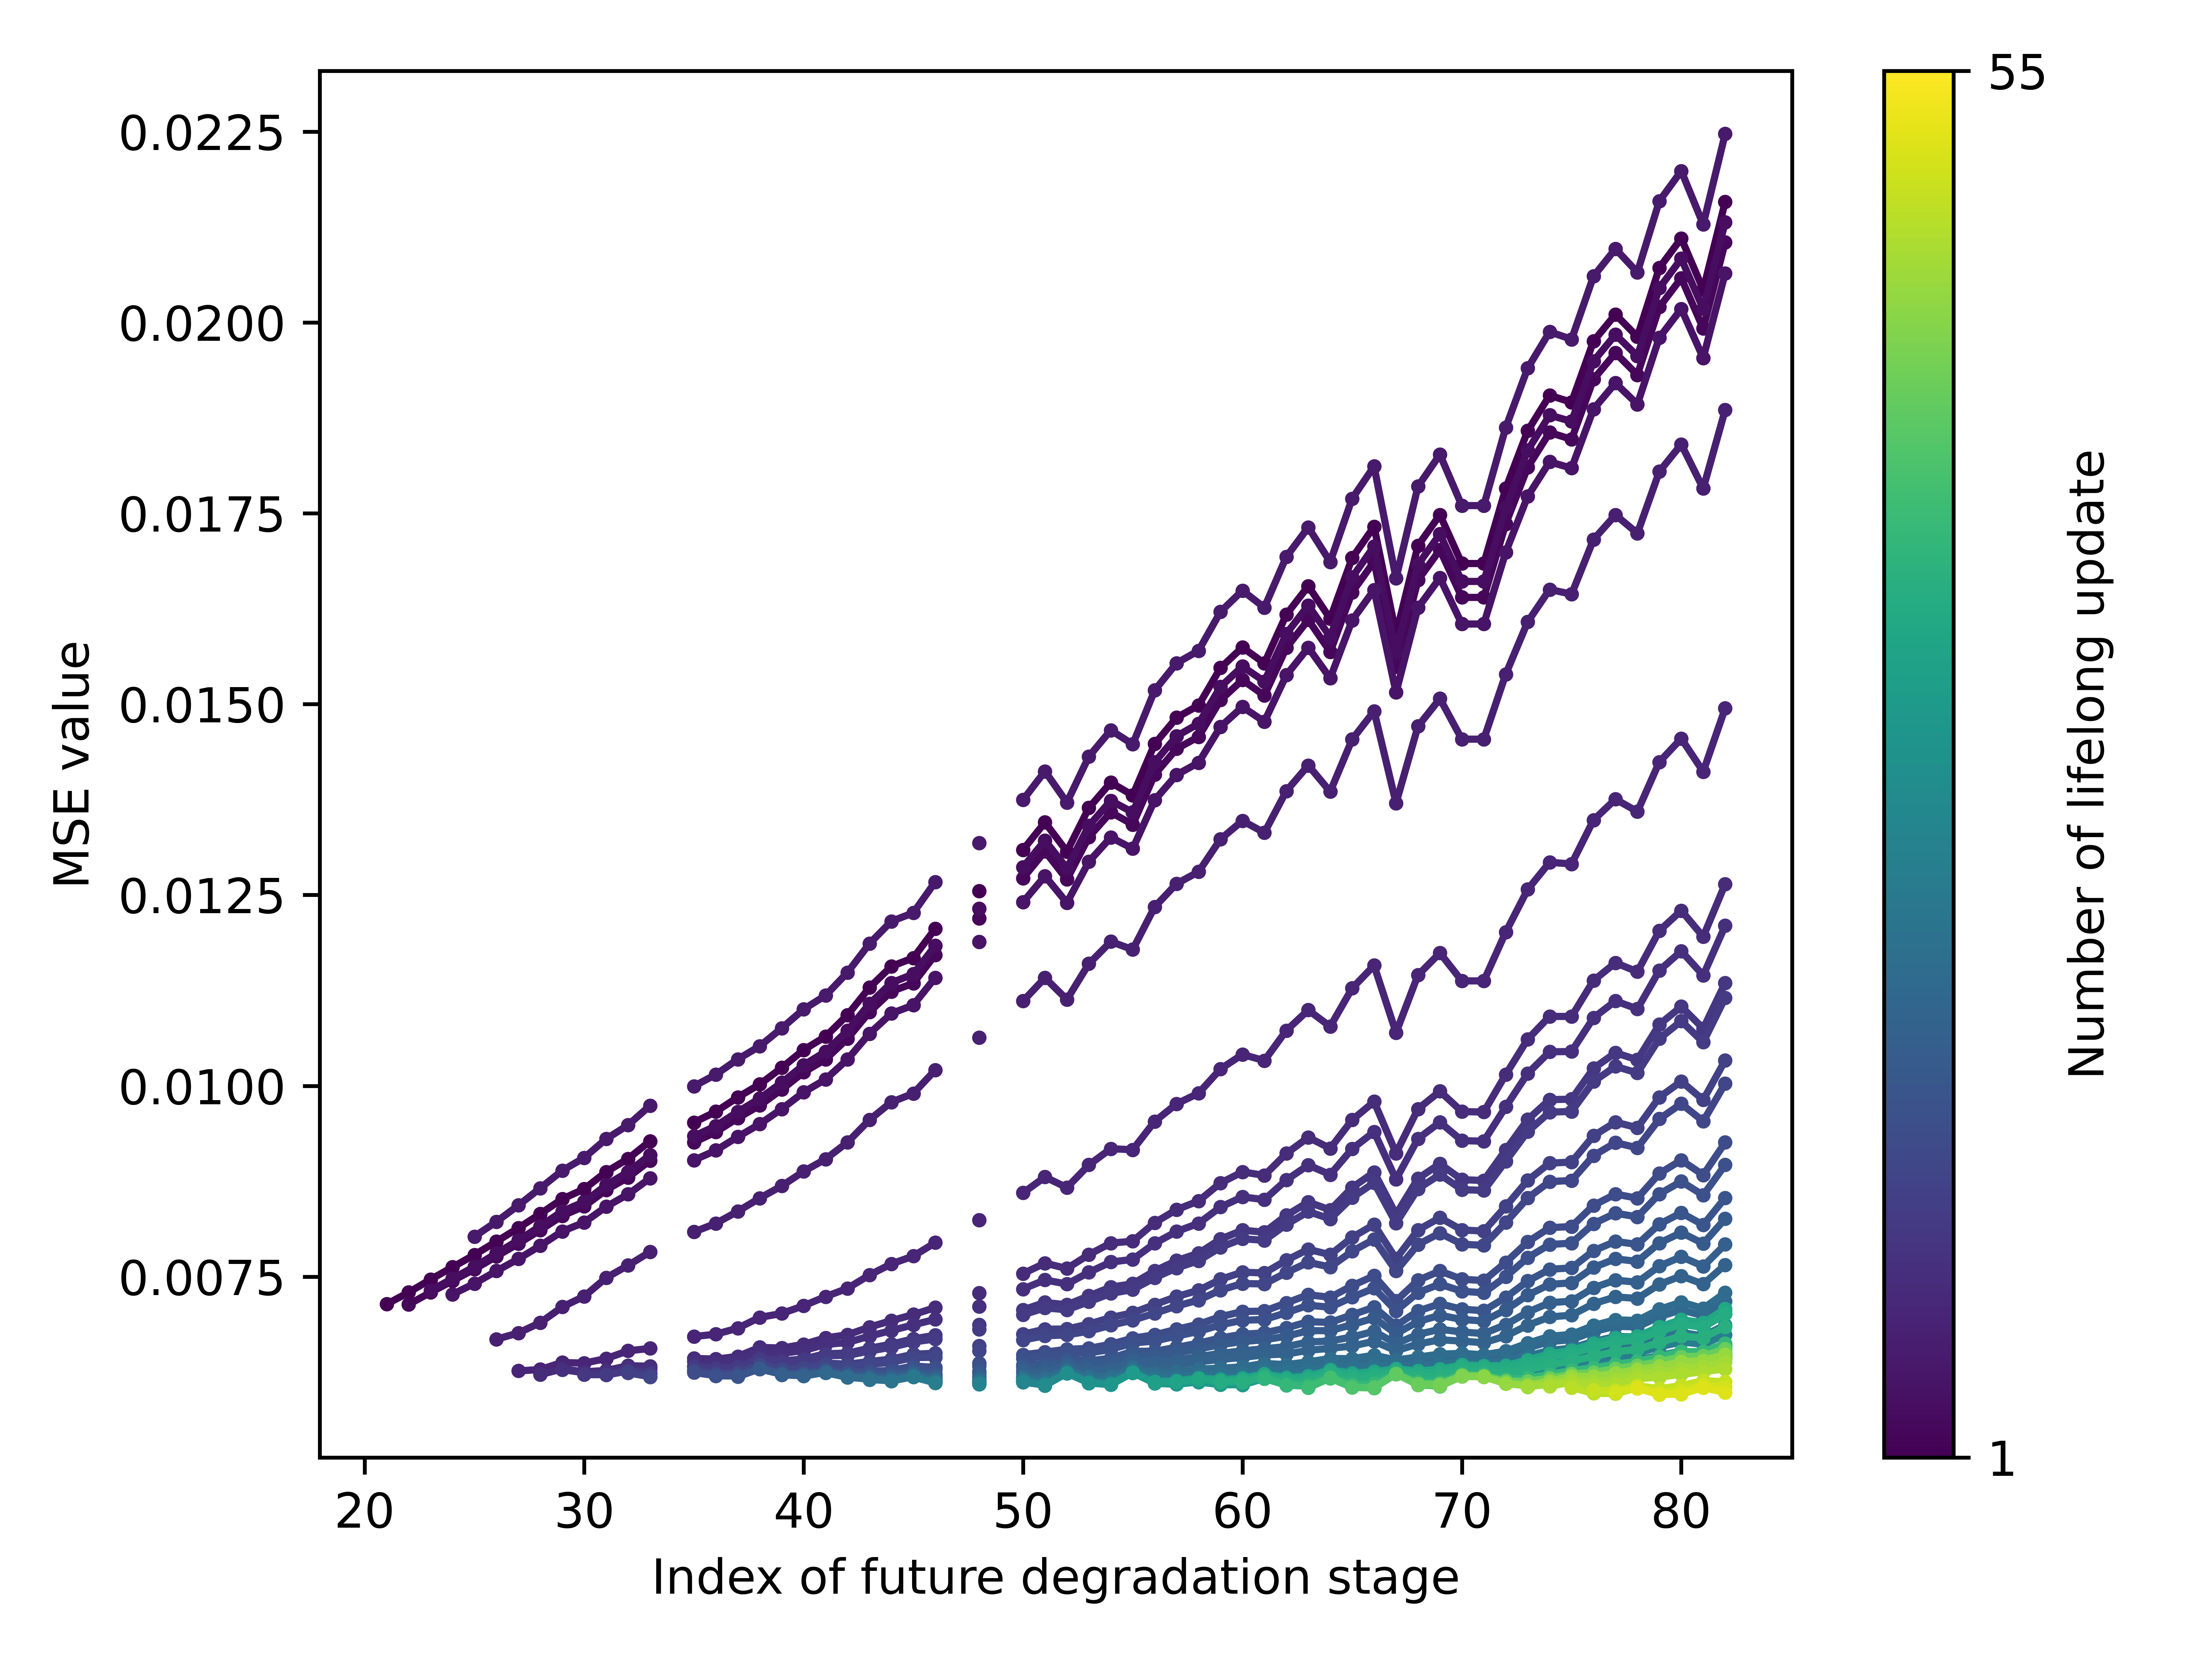 0.0225
0.0200
0.0175
0.0150
0.0125
0.0100
0.0075
MSE value
20 30 40 50 60 70 80
Index of future degradation stage
55
1
Number of lifelong update